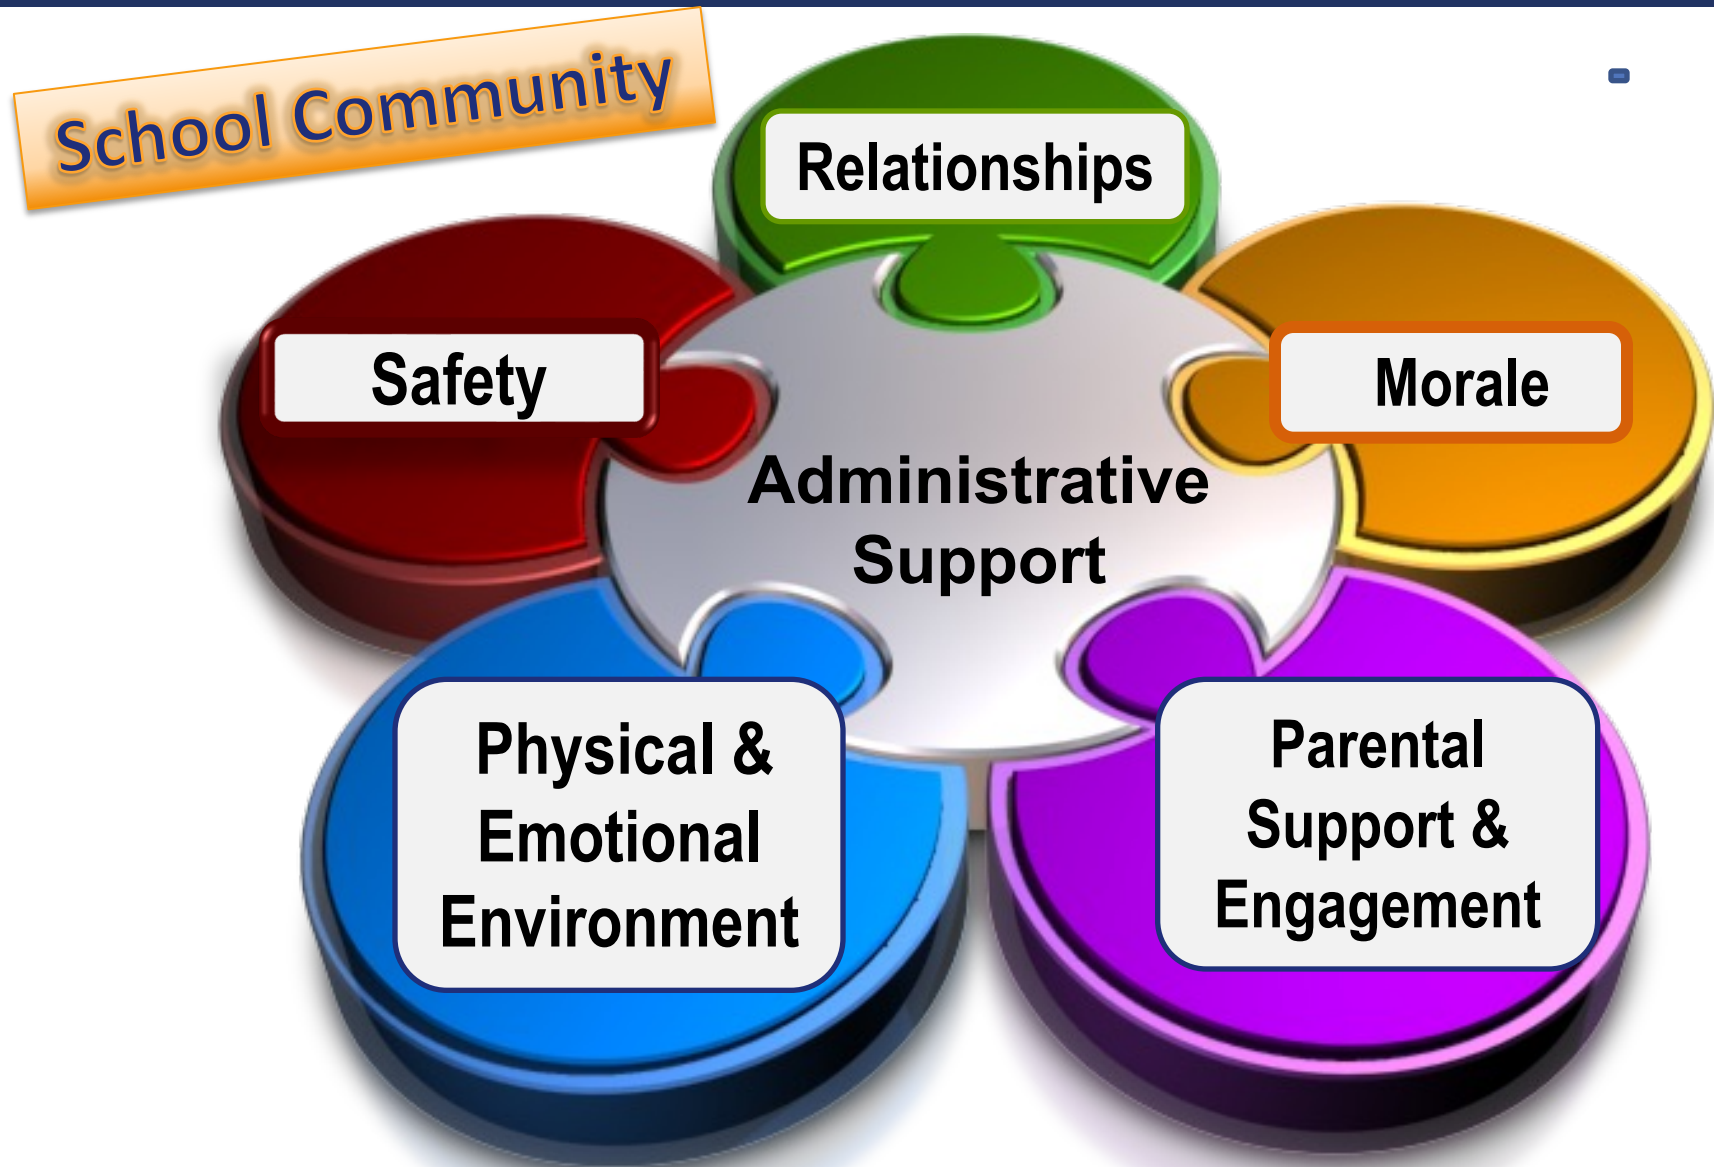 School Community
Relationships
Safety
Morale
Administrative
Support
Physical &
Emotional
Environment
Parental
Support &
Engagement